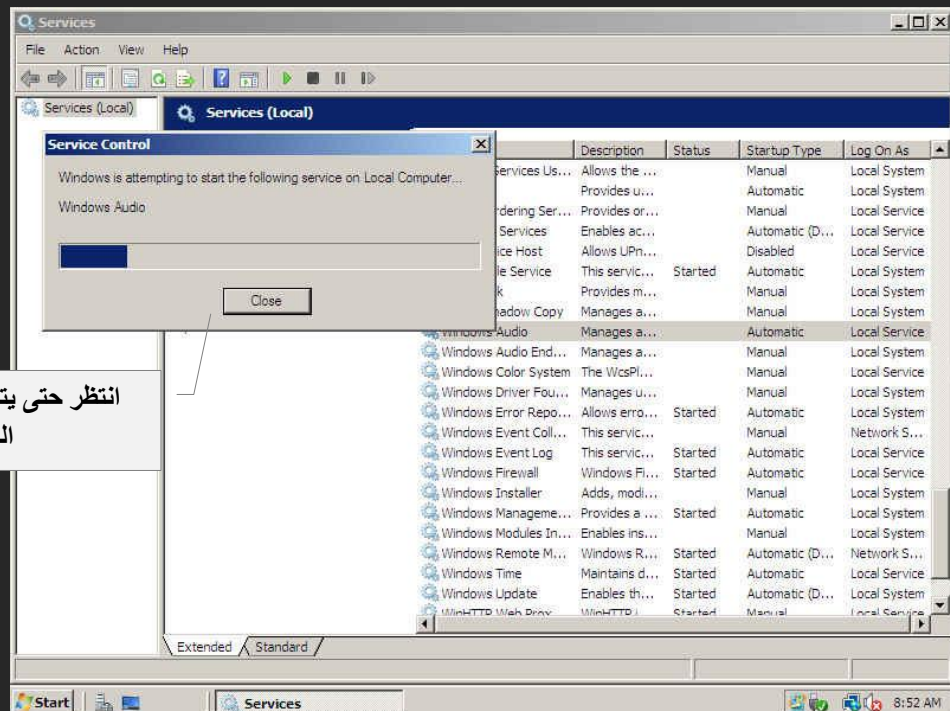 Services
File Action View Help
Services (Local)
Services (Local)
Service Control
Windows is attempting to start the following service on Local Computer...
Windows Audio
Close
Description Status Startup Type Log On As
Services Us... Allows the ... Manual Local System
Provides u... Automatic Local System
rdering Ser... Provides or... Manual Local Service
Services Enables ac... Automatic (D... Local Service
ice Host Allows UPn... Disabled Local Service
le Service This servic... Started Automatic Local System
k Provides m... Manual Local System
hadow Copy Manages a... Manual Local System
Windows Audio Manages a... Automatic Local Service
Windows Audio End... Manages a... Manual Local System
Windows Color System The WcsPl... Manual Local Service
Windows Driver Fou... Manages u... Manual Local System
Windows Error Repo... Allows erro... Started Automatic Local System
Windows Event Coll... This servic... Manual Network S...
Windows Event Log This servic... Started Automatic Local Service
Windows Firewall Windows Fi... Started Automatic Local Service
Windows Installer Adds, modi... Manual Local System
Windows Manageme... Provides a ... Started Automatic Local System
Windows Modules In... Enables ins... Manual Local System
Windows Remote M... Windows R... Started Automatic (D... Network S...
Windows Time Maintains d... Started Automatic Local Service
Windows Update Enables th... Started Automatic (D... Local System
WinHTTP Web Prox... WinHTTP i... Started Manual Local Service
انتظر حتى
Extended Standard
Start Services 8:52 AM